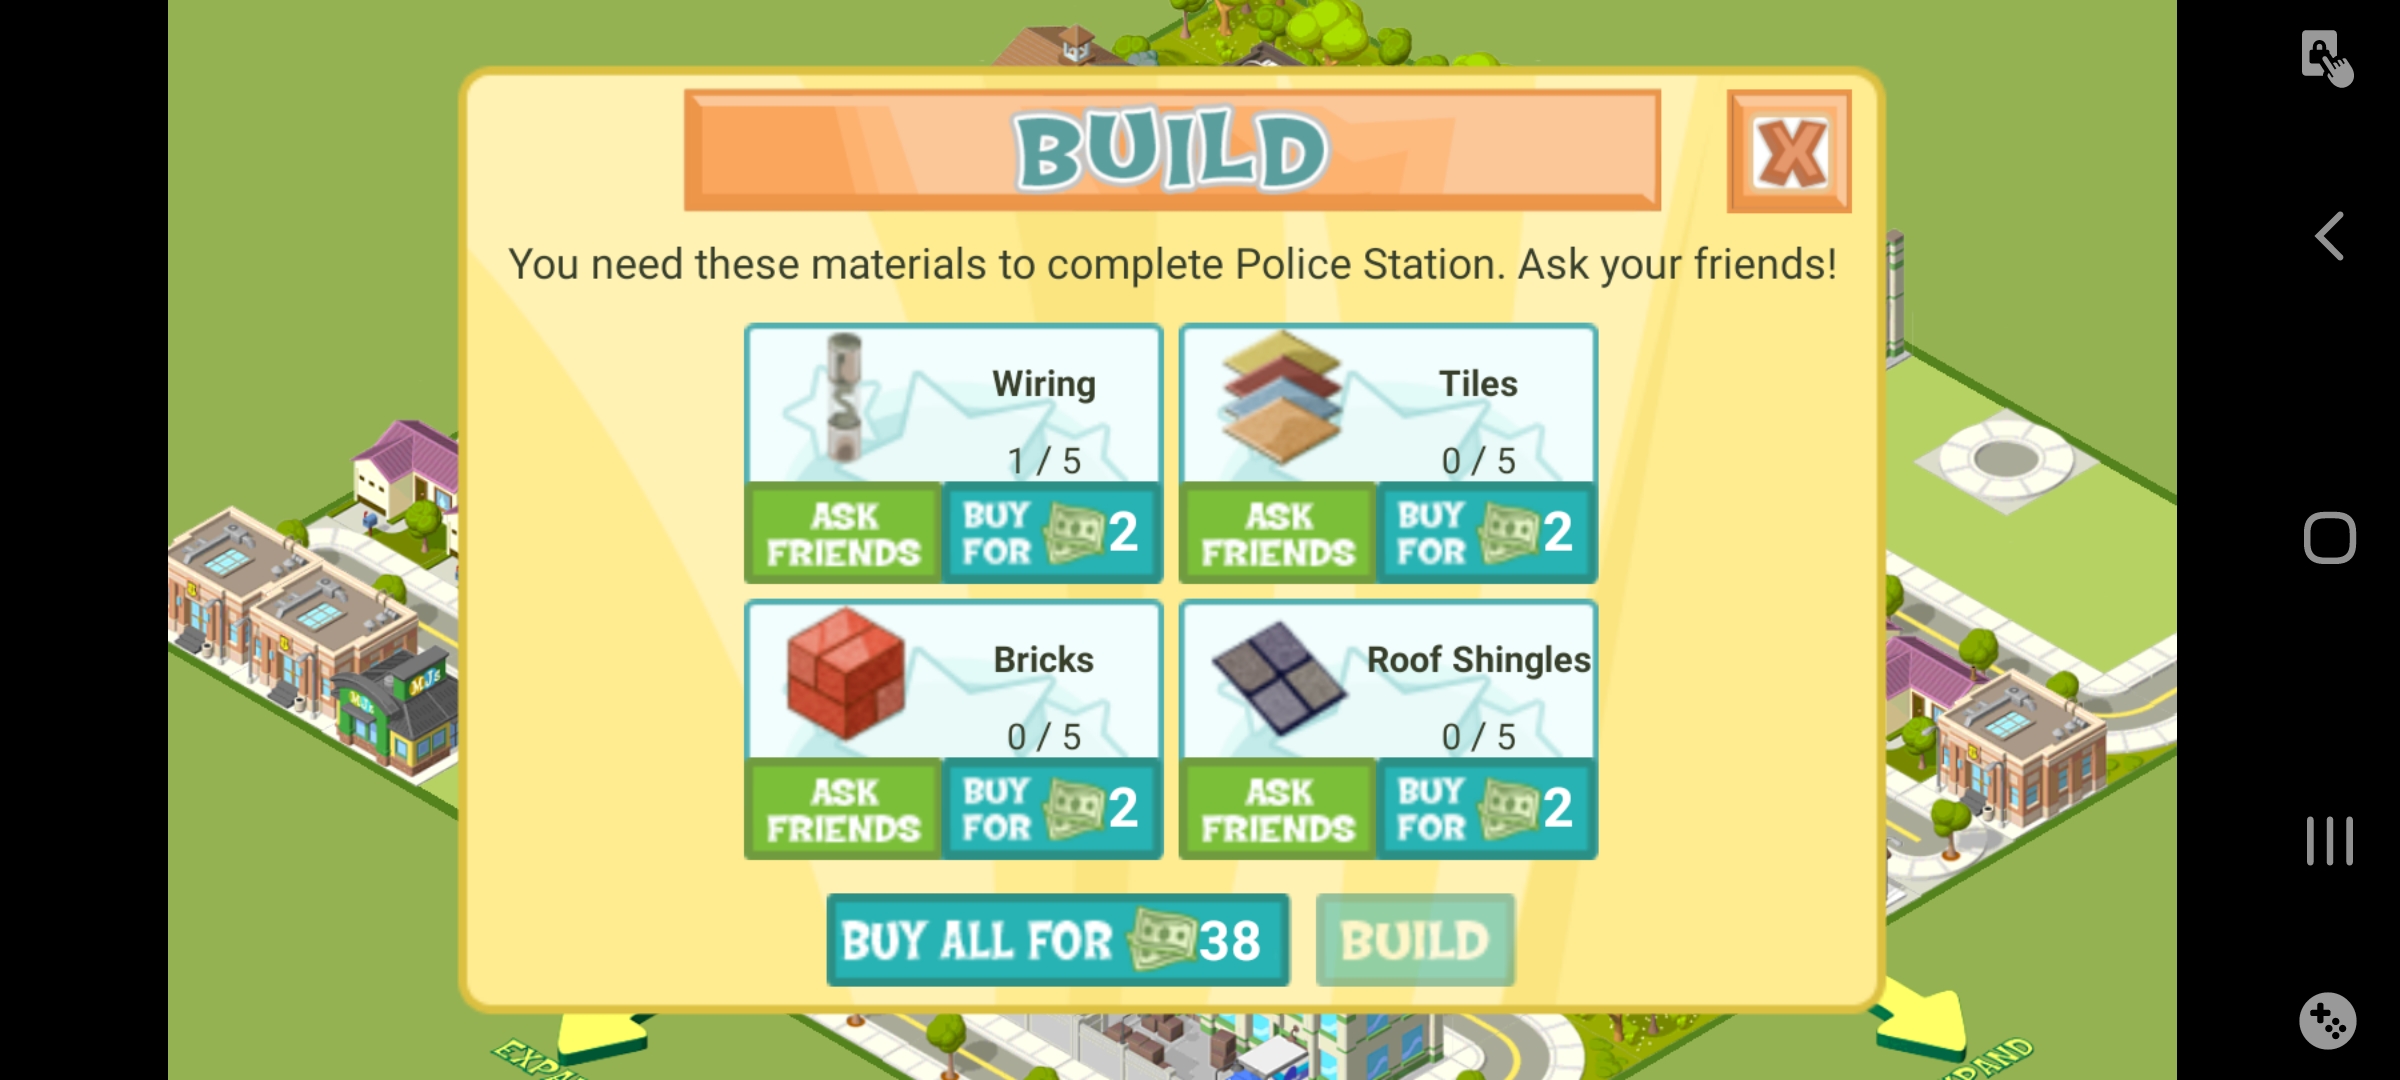 BUILD
X
You need these materials to complete Police Station. Ask your friends!
Wiring
1 / 5
ASK
FRIENDS
BUY
FOR
2
Tiles
0 / 5
ASK
FRIENDS
BUY
FOR
2
Bricks
0 / 5
ASK
FRIENDS
BUY
FOR
2
Roof Shingles
0 / 5
ASK
FRIENDS
BUY
FOR
2
BUY ALL FOR 38
BUILD
MJ's
MJ's
EXPA
PAND